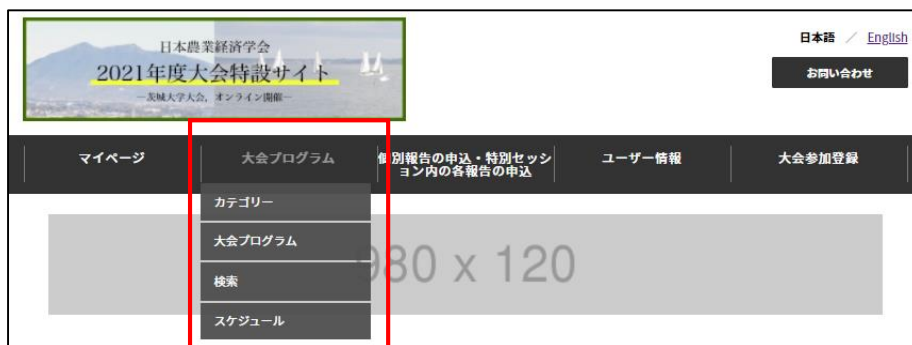 日本農業経済学会
2021年度大会特設サイト
―茨城大学大会，オンライン開催―
日本語 ／ English
お問い合わせ
マイページ
大会プログラム
個別報告の申込・特別セッシ
ョン内の各報告の申込
ユーザー情報
大会参加登録
カテゴリー
大会プログラム
検索
スケジュール
980 x 120